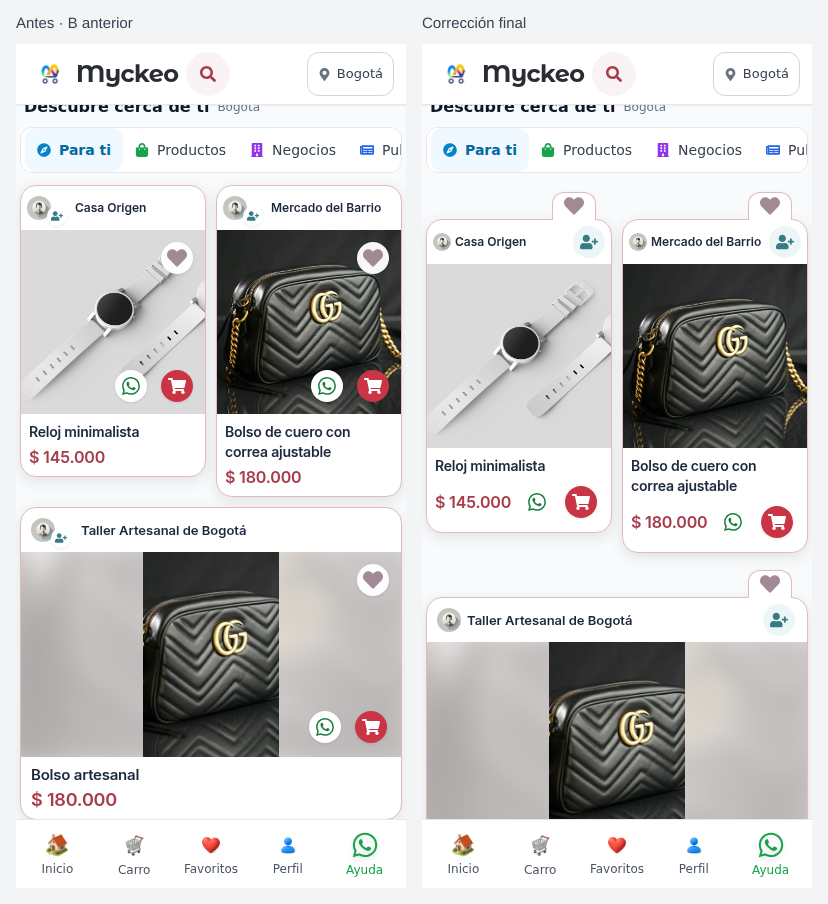 Antes · B anterior
Myckeo
Bogotá
Descubre cerca de ti Bogotá
Para ti Productos Negocios Pul
Casa Origen
Mercado del Barrio
Reloj minimalista
$ 145.000
Bolso de cuero con
correa ajustable
$ 180.000
Taller Artesanal de Bogotá
Bolso artesanal
$ 180.000
Inicio Carro Favoritos Perfil Ayuda
Corrección final
Myckeo
Bogotá
Descubre cerca de ti Bogotá
Para ti Productos Negocios Pul
Casa Origen
Mercado del Barrio
Reloj minimalista
$ 145.000
Bolso de cuero con
correa ajustable
$ 180.000
Taller Artesanal de Bogotá
Inicio Carro Favoritos Perfil Ayuda